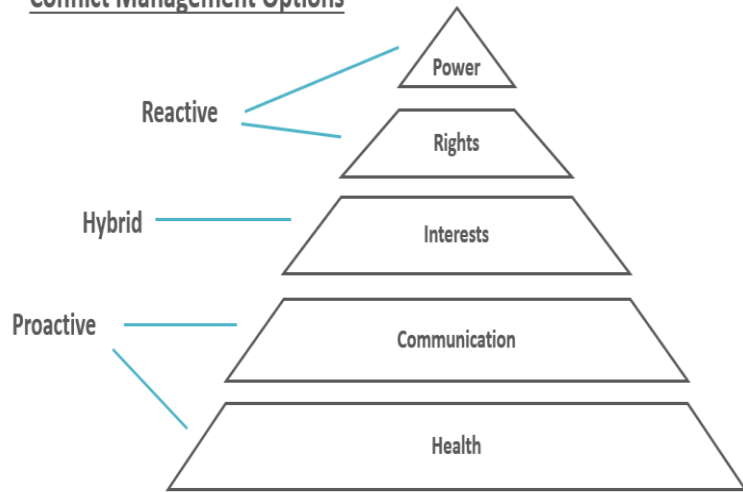 Conflict Management Options
Power
Reactive
Rights
Hybrid
Interests
Proactive
Communication
Health